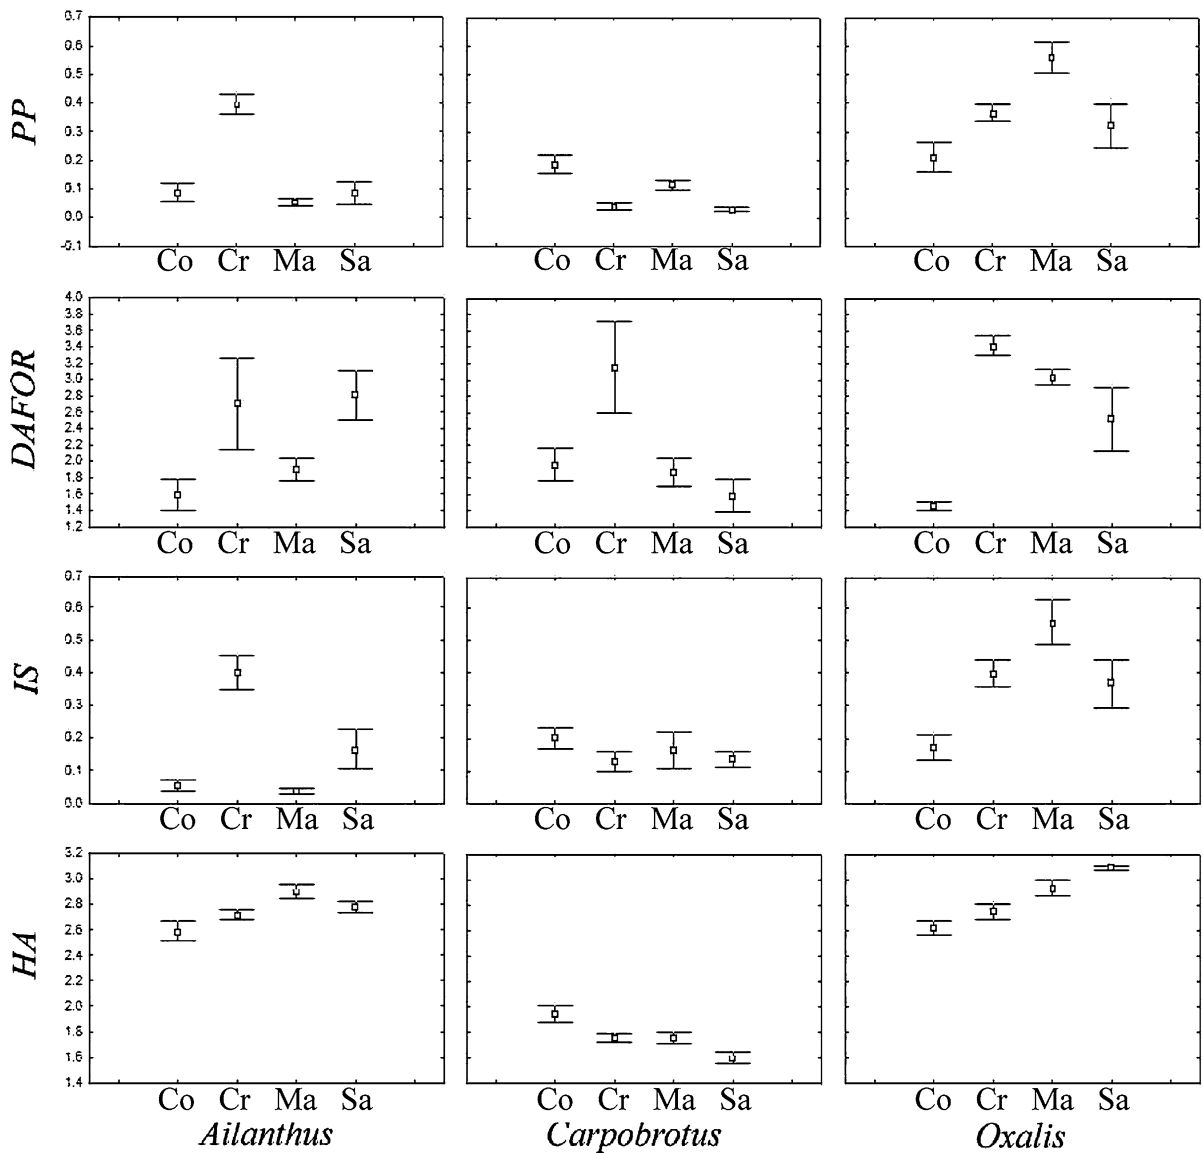 PP
0.7
0.6
0.5
0.4
0.3
0.2
0.1
0.0
-0.1
Co Cr Ma Sa
Co Cr Ma Sa
Co Cr Ma Sa
DAFOR
4.0
3.8
3.6
3.4
3.2
3.0
2.8
2.6
2.4
2.2
2.0
1.8
1.6
1.4
1.2
Co Cr Ma Sa
Co Cr Ma Sa
Co Cr Ma Sa
IS
0.7
0.6
0.5
0.4
0.3
0.2
0.1
0.0
Co Cr Ma Sa
Co Cr Ma Sa
Co Cr Ma Sa
HA
3.2
3.0
2.8
2.6
2.4
2.2
2.0
1.8
1.6
1.4
Co Cr Ma Sa
Co Cr Ma Sa
Co Cr Ma Sa
Ailanthus
Carpobrotus
Oxalis